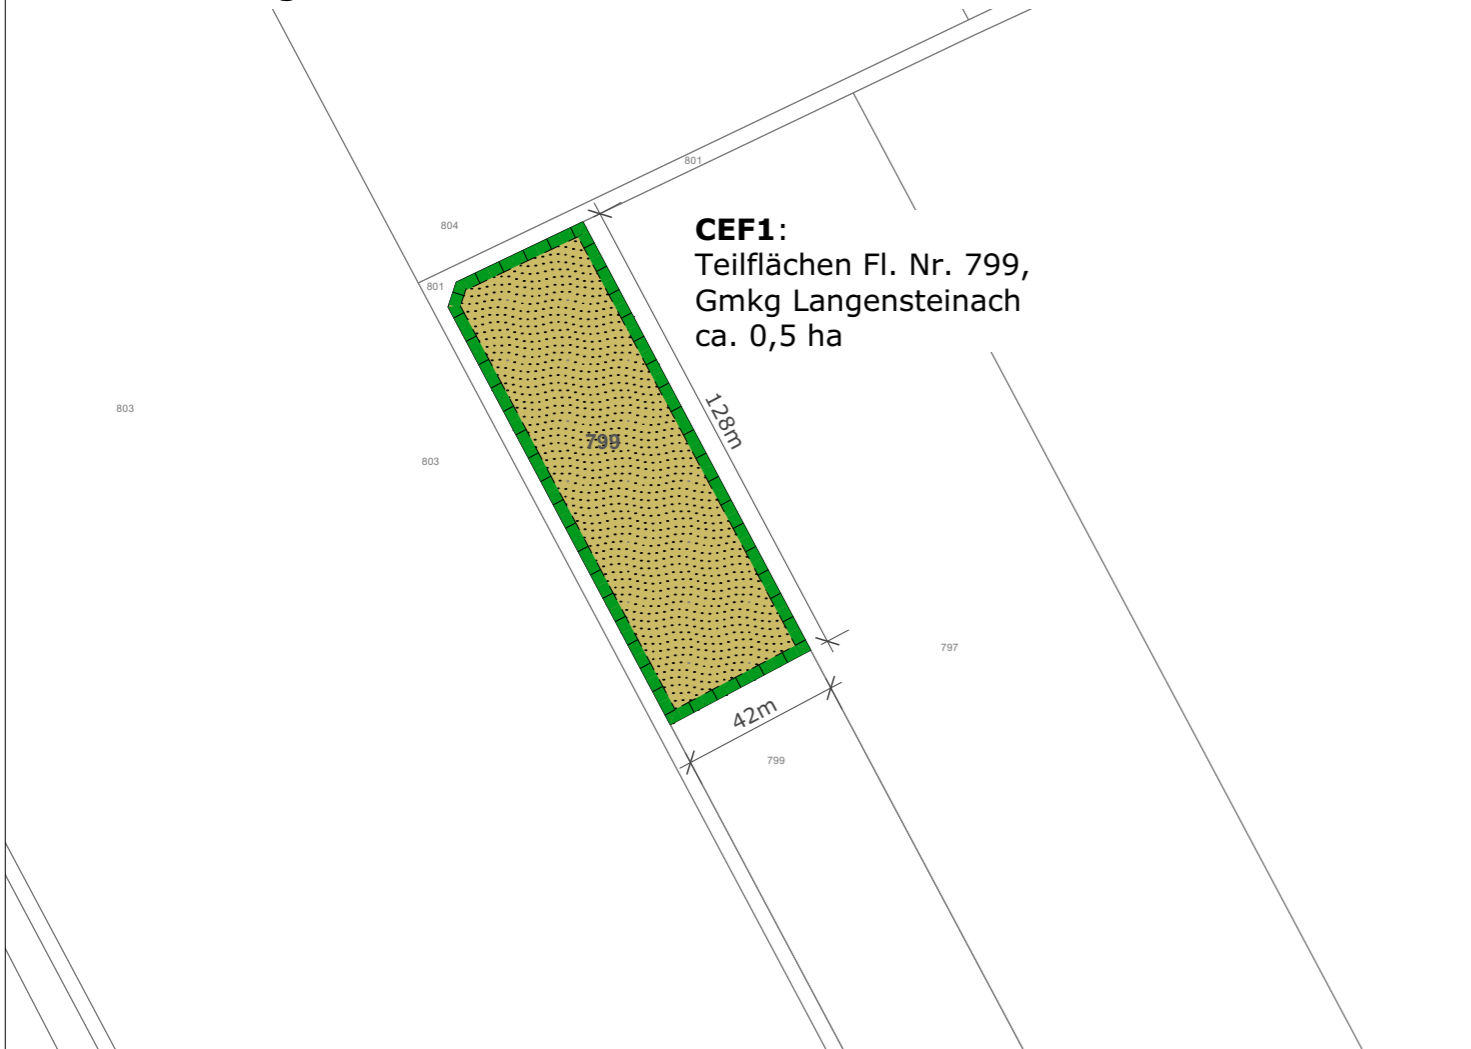 801
804
CEF1:
Teilflächen Fl. Nr. 799,
Gmkg Langensteinach
ca. 0,5 ha
801
803
128m
799
803
797
42m
799